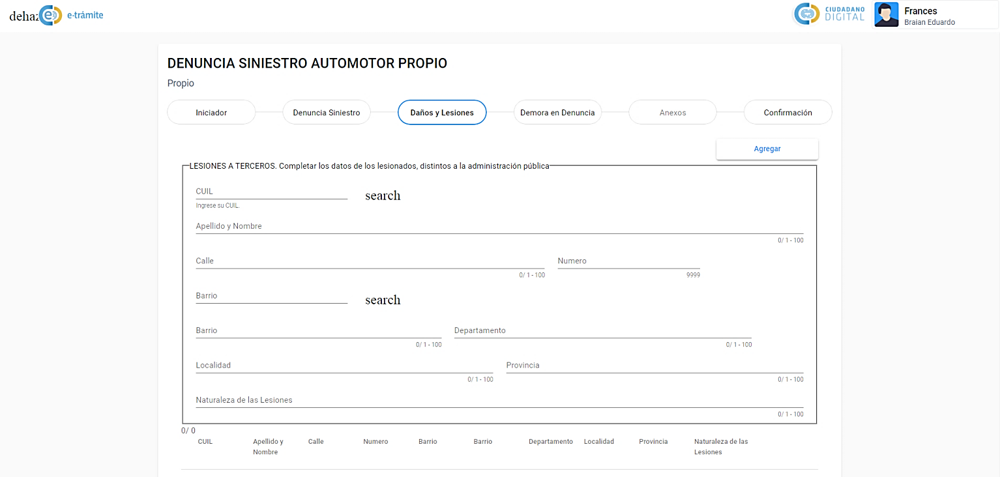 dehaz e e-trámite
CIUDADANO
DIGITAL
Frances
Braian Eduardo
DENUNCIA SINIESTRO AUTOMOTOR PROPIO
Propio
Iniciador Denuncia Siniestro Daños y Lesiones Demora en Denuncia Anexos Confirmación
Agregar
LESIONES A TERCEROS. Completar los datos de los lesionados, distintos a la administración pública
CUIL search
Ingrese su CUIL.
Apellido y Nombre
0/ 1 - 100
Calle Numero
0/ 1 - 100 9999
Barrio search
Barrio Departamento
0/ 1 - 100 0/ 1 - 100
Localidad Provincia
0/ 1 - 100 0/ 1 - 100
Naturaleza de las Lesiones
0/ 1 - 100
0/ 0
CUIL Apellido y Calle Numero Barrio Barrio Departamento Localidad Provincia Naturaleza de las
Nombre Lesiones